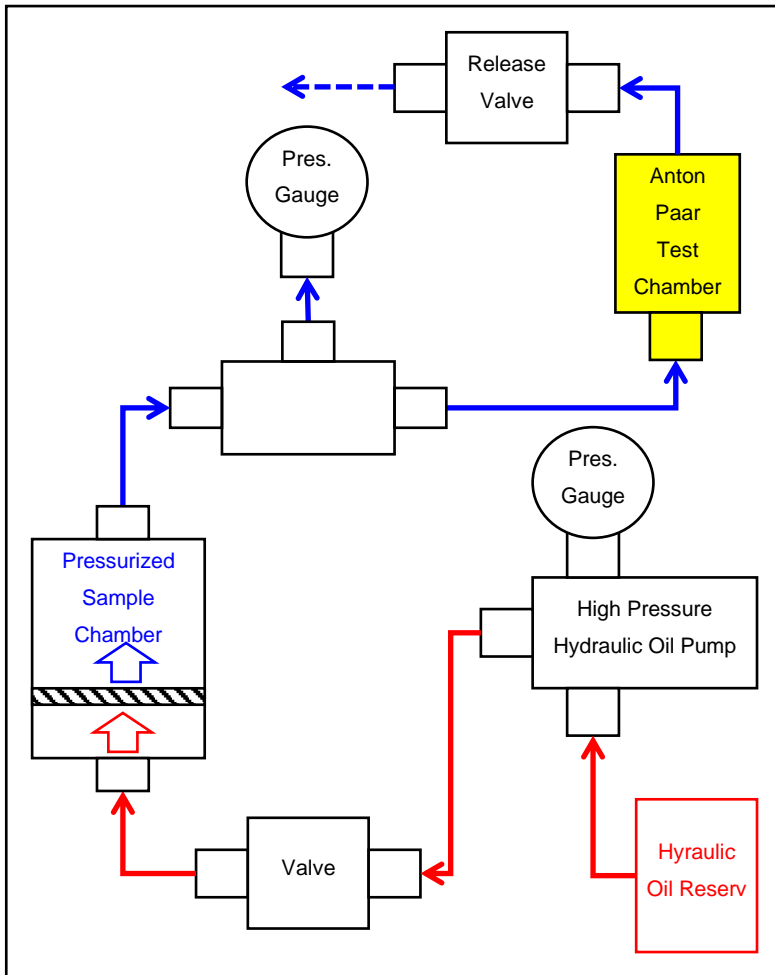 Release
Valve
Pres.
Gauge
Anton
Paar
Test
Chamber
Pres.
Gauge
Pressurized
Sample
Chamber
High Pressure
Hydraulic Oil Pump
Valve
Hyraulic
Oil Reserv